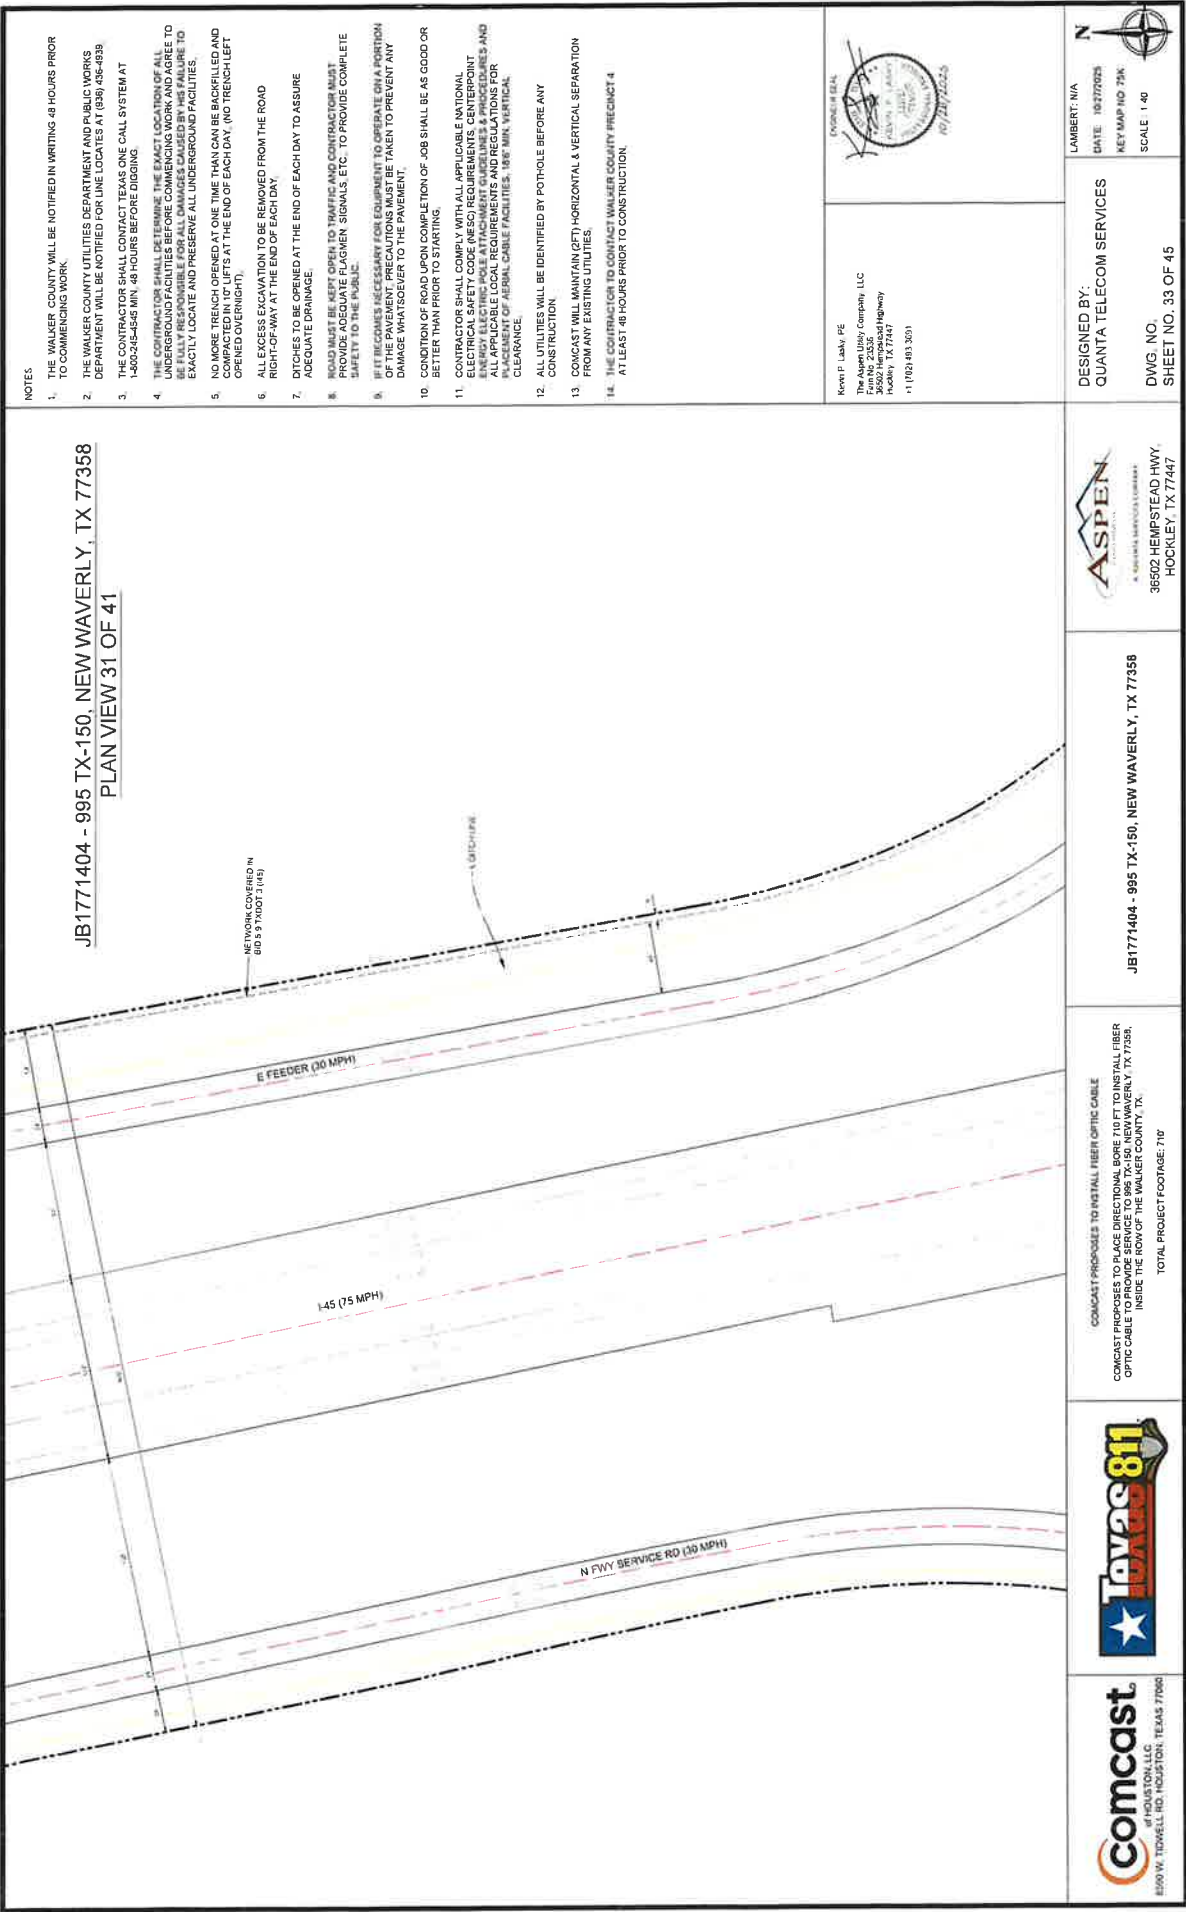 JB1771404 - 995 TX-150, NEW WAVERLY, TX 77358
PLAN VIEW 31 OF 41
NETWORK COVERED IN
BID 5 9 TXDOT 3 (I45)
E FEEDER (30 MPH)
I-45 (75 MPH)
N FWY SERVICE RD (30 MPH)
NOTES
1. THE WALKER COUNTY WILL BE NOTIFIED IN WRITING 48 HOURS PRIOR
TO COMMENCING WORK.
2. THE WALKER COUNTY UTILITIES DEPARTMENT AND PUBLIC WORKS
DEPARTMENT WILL BE NOTIFIED FOR LINE LOCATES AT (936) 436-4939
3. THE CONTRACTOR SHALL CONTACT TEXAS ONE CALL SYSTEM AT
1-800-245-4545 MIN. 48 HOURS BEFORE DIGGING.
4. THE CONTRACTOR SHALL DETERMINE THE EXACT LOCATION OF ALL
UNDERGROUND FACILITIES BEFORE COMMENCING WORK AND AGREE TO
BE FULLY RESPONSIBLE FOR ALL DAMAGES CAUSED BY HIS FAILURE TO
EXACTLY LOCATE AND PRESERVE ALL UNDERGROUND FACILITIES.
5. NO MORE TRENCH OPENED AT ONE TIME THAN CAN BE BACKFILLED AND
COMPACTED IN 10" LIFTS AT THE END OF EACH DAY, (NO TRENCH LEFT
OPENED OVERNIGHT).
6. ALL EXCESS EXCAVATION TO BE REMOVED FROM THE ROAD
RIGHT-OF-WAY AT THE END OF EACH DAY.
7. DITCHES TO BE OPENED AT THE END OF EACH DAY TO ASSURE
ADEQUATE DRAINAGE.
8. ROAD MUST BE KEPT OPEN TO TRAFFIC AND CONTRACTOR MUST
PROVIDE ADEQUATE FLAGMEN, SIGNALS, ETC. TO PROVIDE COMPLETE
SAFETY TO THE PUBLIC.
9. IF IT BECOMES NECESSARY FOR EQUIPMENT TO OPERATE ON A PORTION
OF THE PAVEMENT, PRECAUTIONS MUST BE TAKEN TO PREVENT ANY
DAMAGE WHATSOEVER TO THE PAVEMENT.
10. CONDITION OF ROAD UPON COMPLETION OF JOB SHALL BE AS GOOD OR
BETTER THAN PRIOR TO STARTING.
11. CONTRACTOR SHALL COMPLY WITH ALL APPLICABLE NATIONAL
ELECTRICAL SAFETY CODE (NESC) REQUIREMENTS, CENTERPOINT
ENERGY ELECTRIC POLE ATTACHMENT GUIDELINES & PROCEDURES AND
ALL APPLICABLE LOCAL REQUIREMENTS AND REGULATIONS FOR
PLACEMENT OF AERIAL CABLE FACILITIES, 18'6" MIN. VERTICAL
CLEARANCE.
12. ALL UTILITIES WILL BE IDENTIFIED BY POTHOLE BEFORE ANY
CONSTRUCTION.
13. COMCAST WILL MAINTAIN (2FT) HORIZONTAL & VERTICAL SEPARATION
FROM ANY EXISTING UTILITIES.
14. THE CONTRACTOR TO CONTACT WALKER COUNTY PRECINCT 4
AT LEAST 48 HOURS PRIOR TO CONSTRUCTION.
Kevin P. Lasky, PE
The Aspen Utility Company LLC
36502 Hempstead Highway
Hockley TX 77447
+1 (702) 493 3091
ENGINEER SEAL
KEVIN P. LASKY
10/28/2025
Comcast
of HOUSTON, LLC
8590 W. TIDWELL RD. HOUSTON, TEXAS 77040
Texas811
COMCAST PROPOSES TO INSTALL FIBER OPTIC CABLE
COMCAST PROPOSES TO PLACE DIRECTIONAL BORE 710 FT TO INSTALL FIBER
OPTIC CABLE TO PROVIDE SERVICE TO 995 TX-150, NEW WAVERLY, TX 77358,
INSIDE THE ROW OF THE WALKER COUNTY, TX.
TOTAL PROJECT FOOTAGE: 710'
JB1771404 - 995 TX-150, NEW WAVERLY, TX 77358
ASPEN
36502 HEMPSTEAD HWY.
HOCKLEY, TX 77447
DESIGNED BY:
QUANTA TELECOM SERVICES
DWG. NO.
SHEET NO. 33 OF 45
LAMBERT: N/A
DATE: 10/27/2025
KEY MAP NO 75K
SCALE : 1 40
N